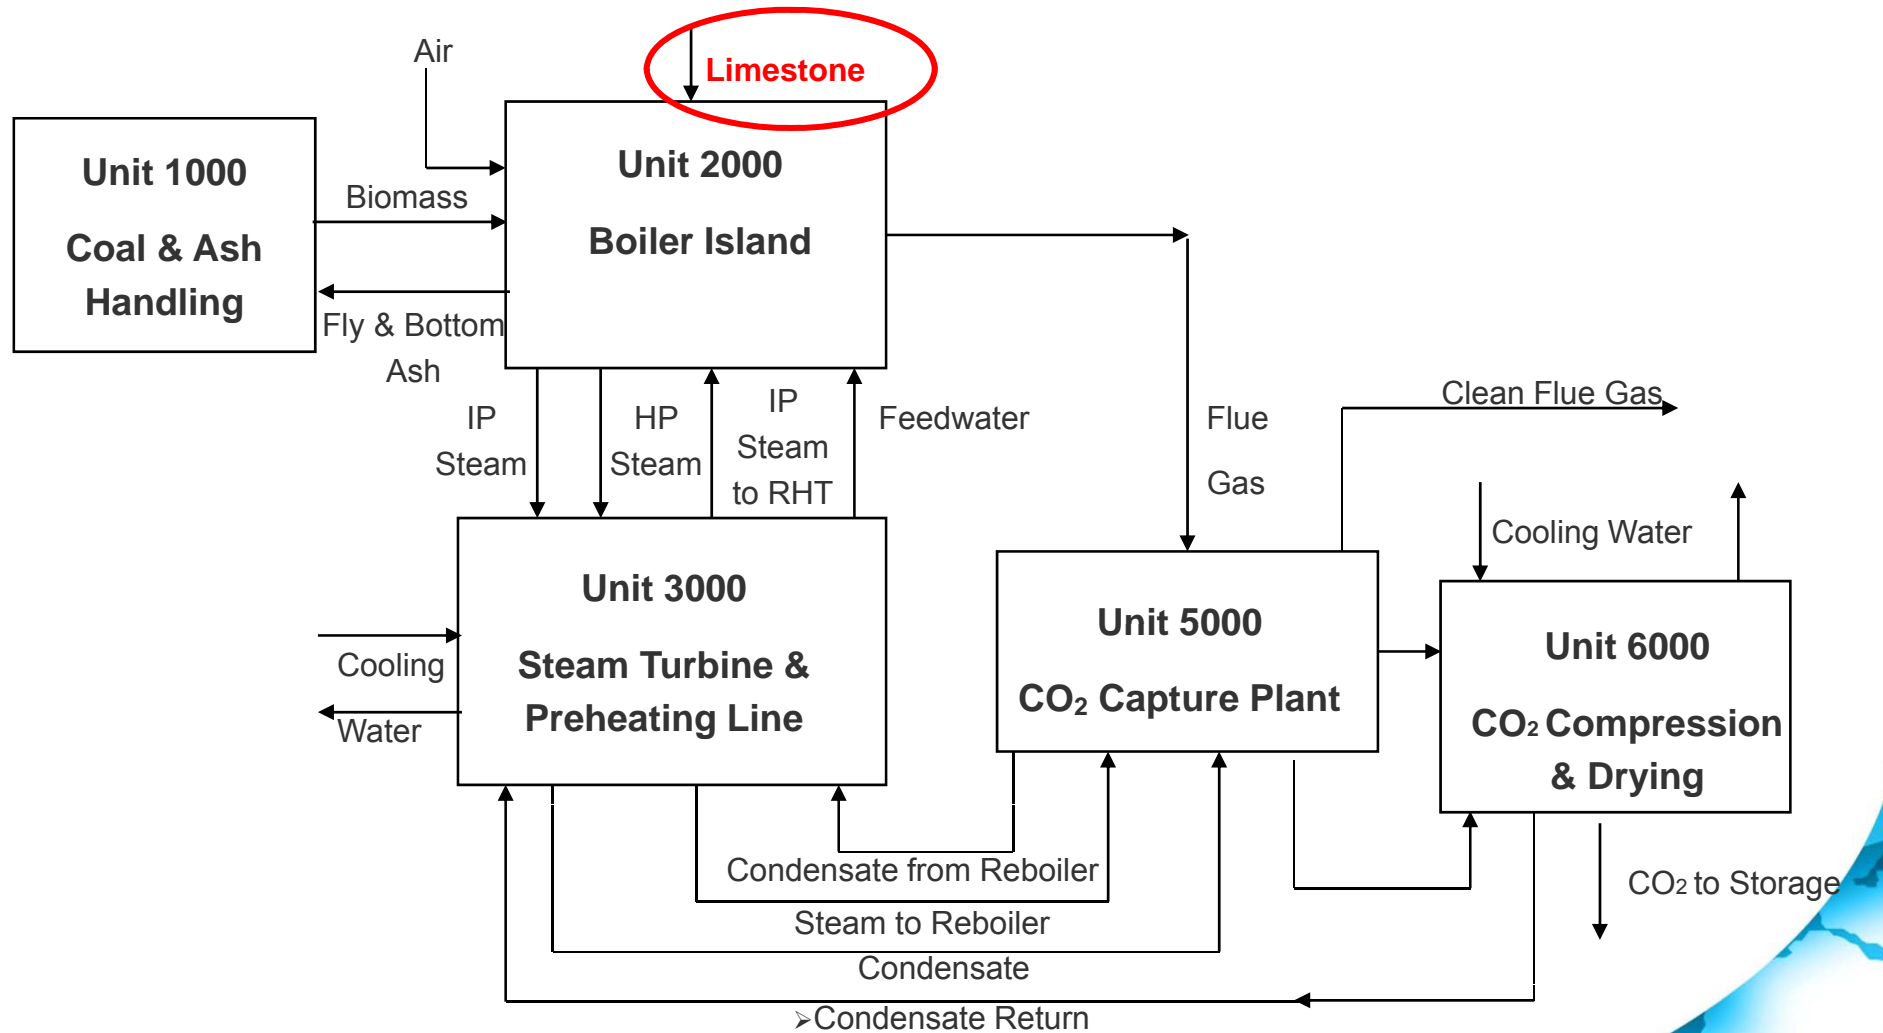 Air
Limestone
Unit 1000
Coal & Ash
Handling
Biomass
Fly & Bottom
Ash
Unit 2000
Boiler Island
IP
Steam
HP
Steam
IP
Steam
to RHT
Feedwater
Flue
Gas
Clean Flue Gas
Cooling Water
Unit 3000
Steam Turbine &
Preheating Line
Cooling
Water
Unit 5000
CO₂ Capture Plant
Unit 6000
CO₂ Compression
& Drying
Condensate from Reboiler
Steam to Reboiler
Condensate
➢Condensate Return
CO₂ to Storage